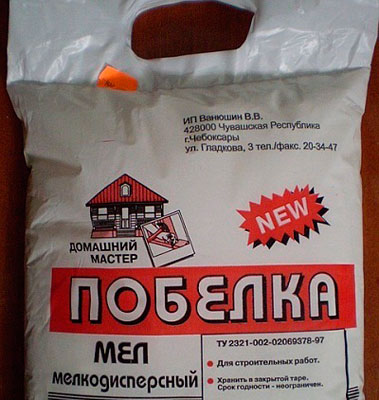 ИП Ванюшин В.В.
428000 Чувашская Республика
г.Чебоксары
ул. Гладкова, 3 тел./факс. 20-34-47
NEW
ДОМАШНИЙ
МАСТЕР
ПОБЕЛКА
МЕЛ
мелкодисперсный
ТУ 2321-002-02069378-97
• Для строительных работ.
• Хранить в закрытой таре.
Срок годности - неограничен.